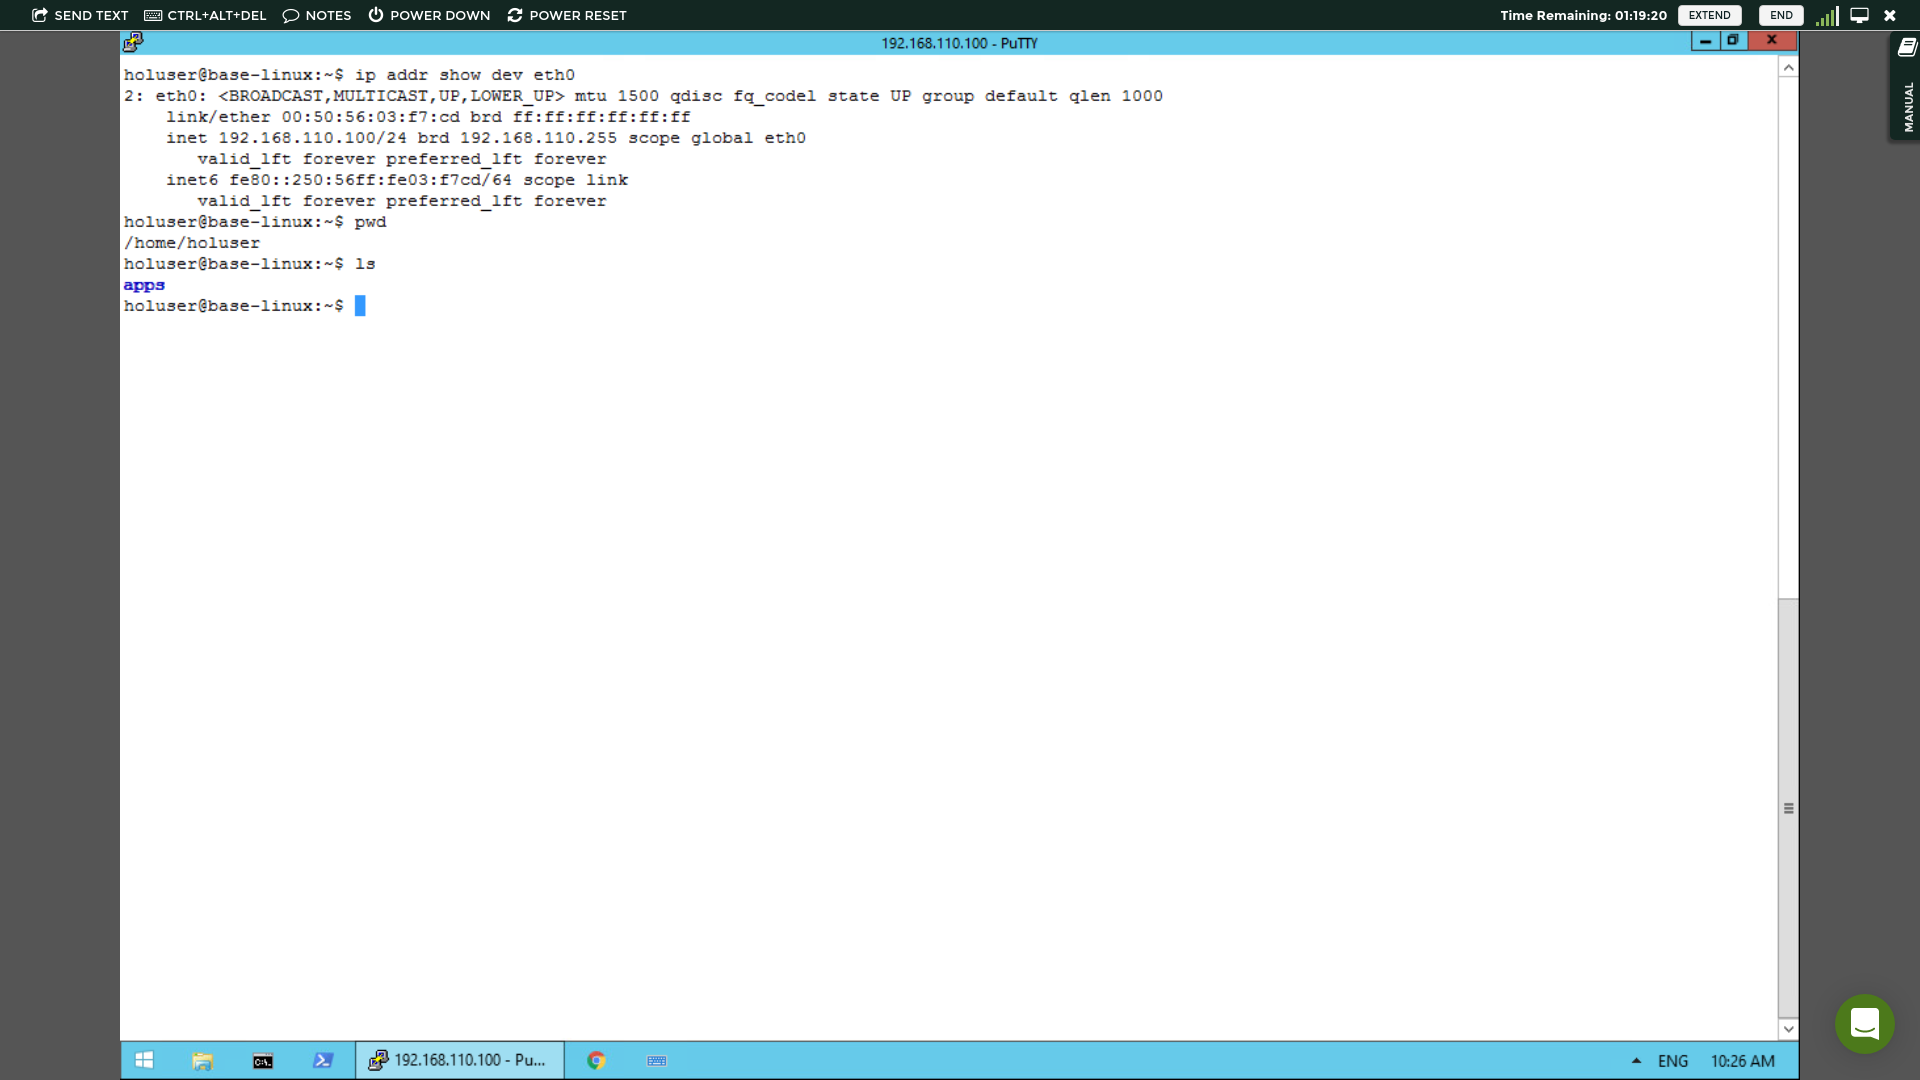 SEND TEXT CTRL+ALT+DEL NOTES POWER DOWN POWER RESET Time Remaining: 01:19:20 EXTEND END
192.168.110.100 - PuTTY
MANUAL
holuser@base-linux:~$ ip addr show dev eth0
2: eth0: <BROADCAST,MULTICAST,UP,LOWER_UP> mtu 1500 qdisc fq_codel state UP group default qlen 1000
    link/ether 00:50:56:03:f7:cd brd ff:ff:ff:ff:ff:ff
    inet 192.168.110.100/24 brd 192.168.110.255 scope global eth0
       valid_lft forever preferred_lft forever
    inet6 fe80::250:56ff:fe03:f7cd/64 scope link
       valid_lft forever preferred_lft forever
holuser@base-linux:~$ pwd
/home/holuser
holuser@base-linux:~$ ls
apps
holuser@base-linux:~$
C:\. 192.168.110.100 - Pu... ENG 10:26 AM